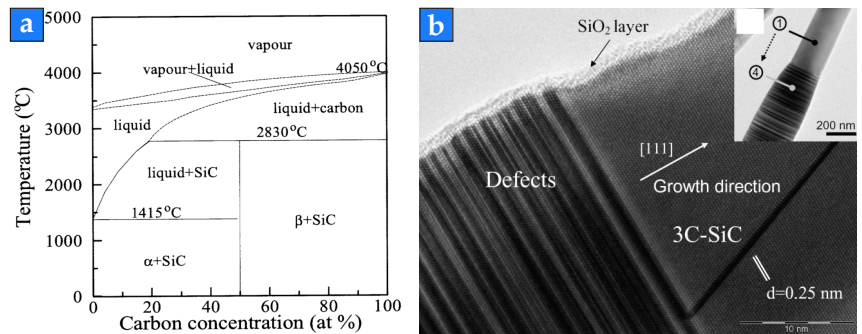 a
5000
4000
3000
2000
1000
0
Temperature (°C)
vapour
4050°C
vapour+liquid
liquid+carbon
liquid
2830°C
liquid+SiC
1415°C
β+SiC
α+SiC
0 20 40 60 80 100
Carbon concentration (at %)
b
SiO₂ layer
1
4
200 nm
[111]
Defects
Growth direction
3C-SiC
d=0.25 nm
10 nm